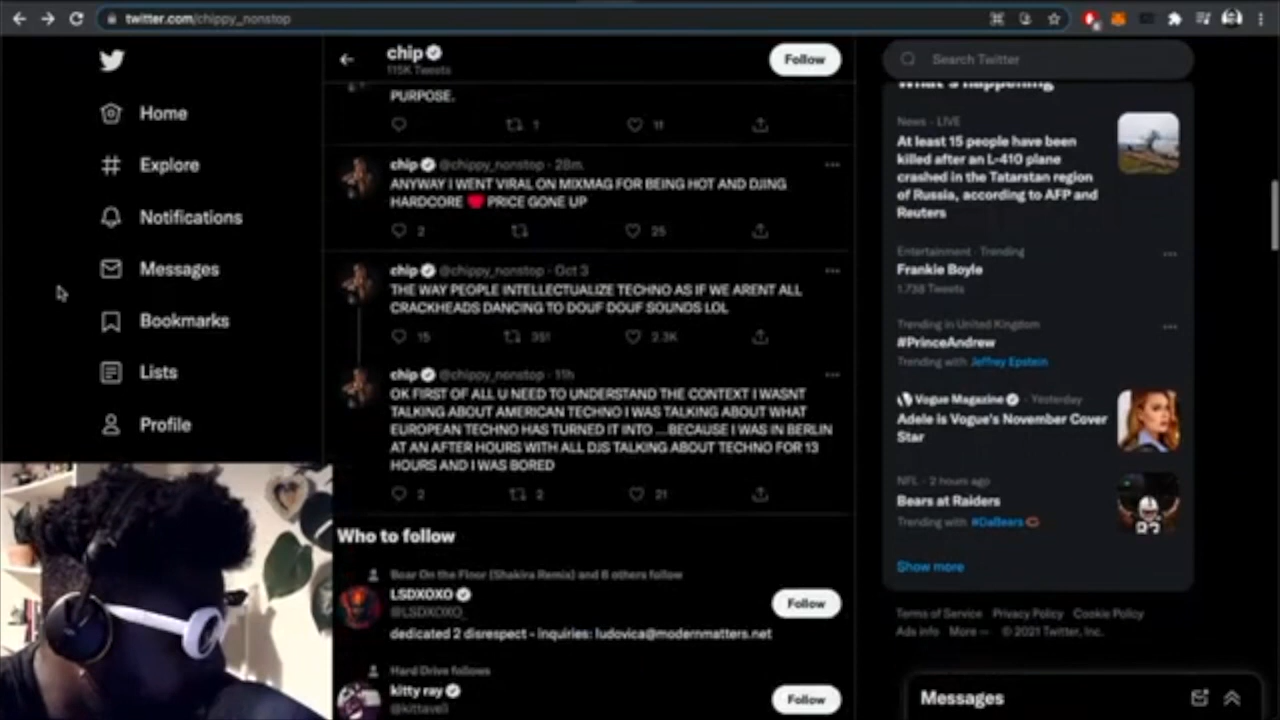 twitter.com/chippy_nonstop
Home
Explore
Notifications
Messages
Bookmarks
Lists
Profile
chip
115K Tweets
Follow
PURPOSE.
1
11
chip @chippy_nonstop · 28m
ANYWAY I WENT VIRAL ON MIXMAG FOR BEING HOT AND DJING
HARDCORE ❤️ PRICE GONE UP
2
25
chip @chippy_nonstop · Oct 3
THE WAY PEOPLE INTELLECTUALIZE TECHNO AS IF WE ARENT ALL
CRACKHEADS DANCING TO DOUF DOUF SOUNDS LOL
15
351
2.3K
chip @chippy_nonstop · 11h
OK FIRST OF ALL U NEED TO UNDERSTAND THE CONTEXT I WASNT
TALKING ABOUT AMERICAN TECHNO I WAS TALKING ABOUT WHAT
EUROPEAN TECHNO HAS TURNED IT INTO ....BECAUSE I WAS IN BERLIN
AT AN AFTER HOURS WITH ALL DJS TALKING ABOUT TECHNO FOR 13
HOURS AND I WAS BORED
2
2
21
Who to follow
Boar On the Floor (Shakira Remix) and 6 others follow
LSDXOXO
@LSDXOXO_
Follow
dedicated 2 disrespect - inquiries: ludovica@modernmatters.net
Hard Drive follows
kitty ray
@kittaveli
Follow
Search Twitter
What's happening
News · LIVE
At least 15 people have been
killed after an L-410 plane
crashed in the Tatarstan region
of Russia, according to AFP and
Reuters
Entertainment · Trending
Frankie Boyle
1,738 Tweets
Trending in United Kingdom
#PrinceAndrew
Trending with Jeffrey Epstein
Vogue Magazine · Yesterday
Adele is Vogue's November Cover
Star
NFL · 2 hours ago
Bears at Raiders
Trending with #DaBears
Show more
Terms of Service Privacy Policy Cookie Policy
Ads info More ··· © 2021 Twitter, Inc.
Messages